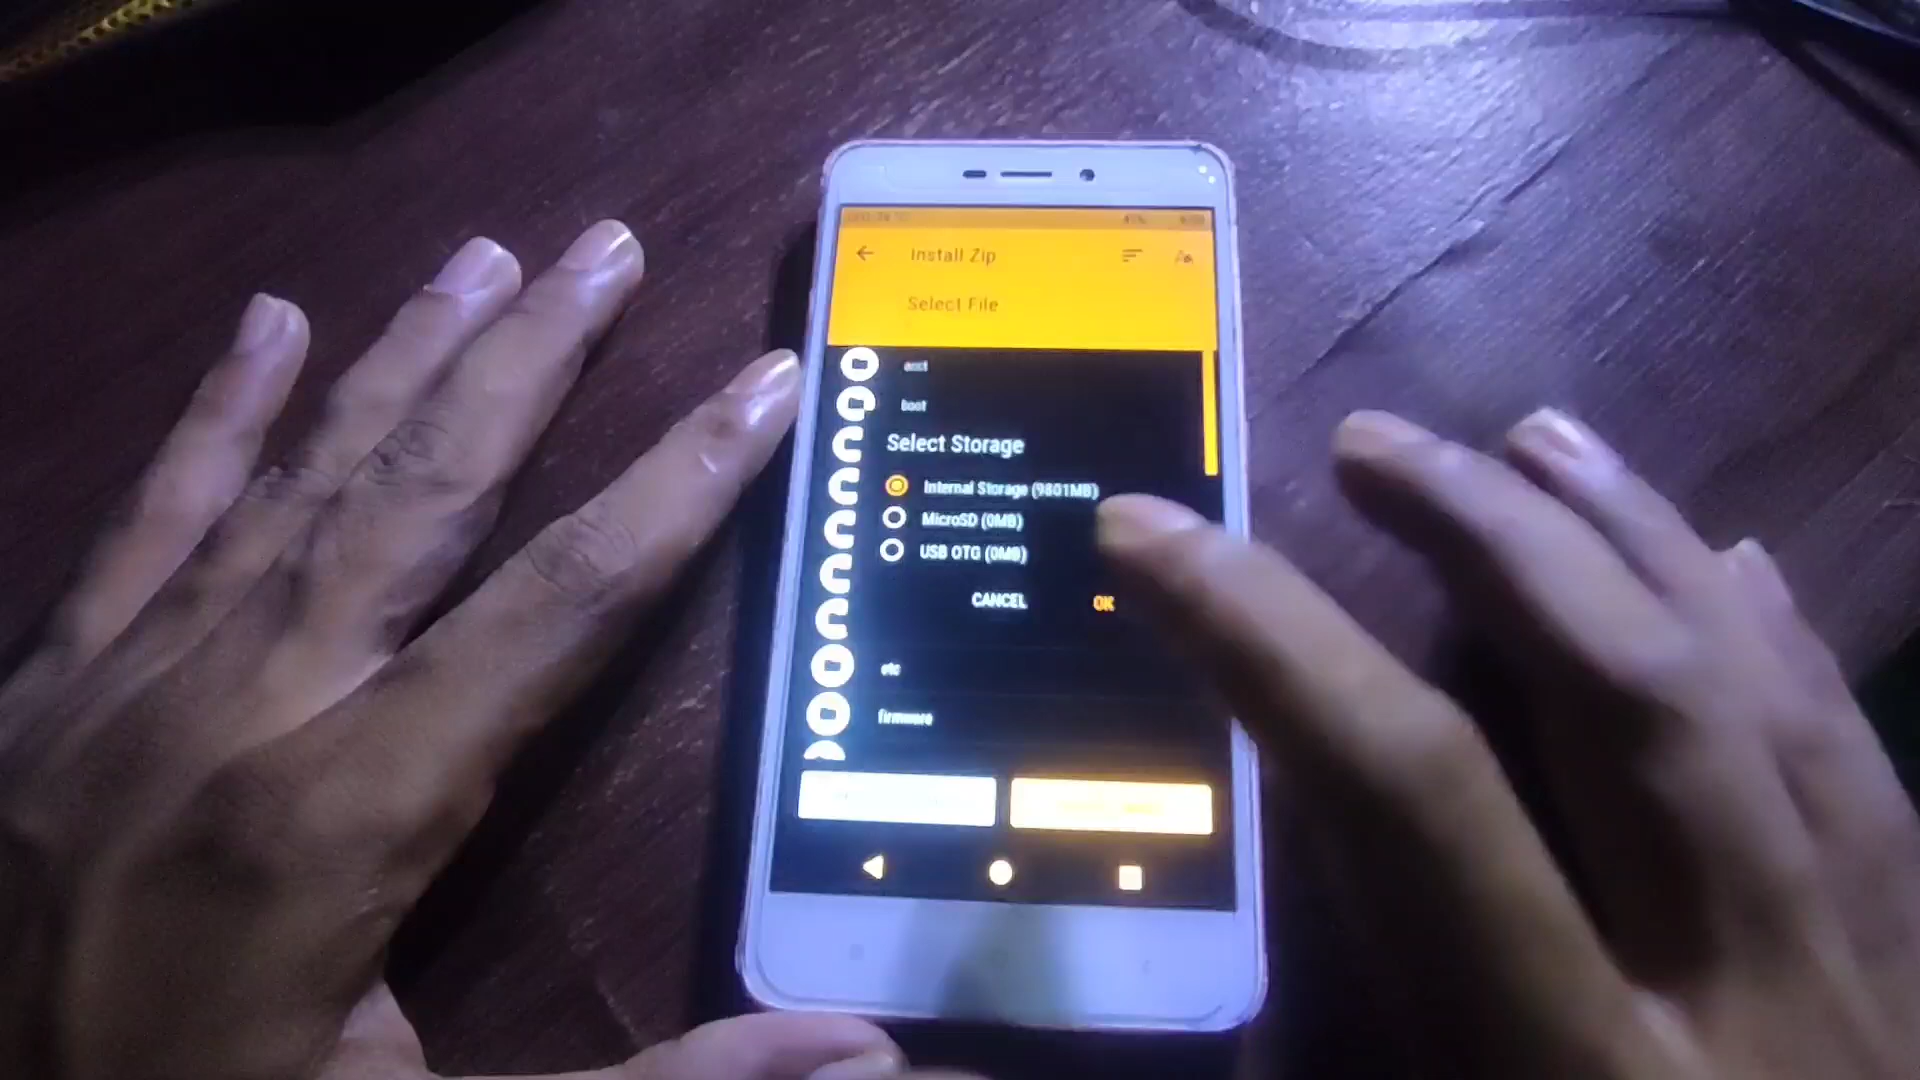 Install Zip
Select File
boot
Select Storage
Internal Storage (9801MB)
MicroSD (0MB)
USB OTG (0MB)
CANCEL OK
etc
firmware